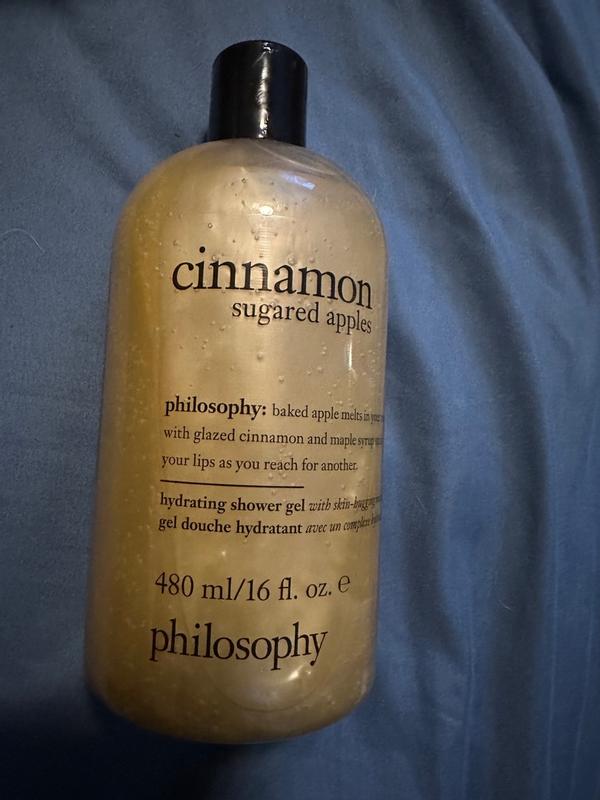 cinnamon
sugared apples
philosophy: baked apple melts in your
with glazed cinnamon and maple syrup
your lips as you reach for another.
hydrating shower gel with skin-hugging
gel douche hydratant avec un complexe
480 ml/16 fl. oz. ℮
philosophy